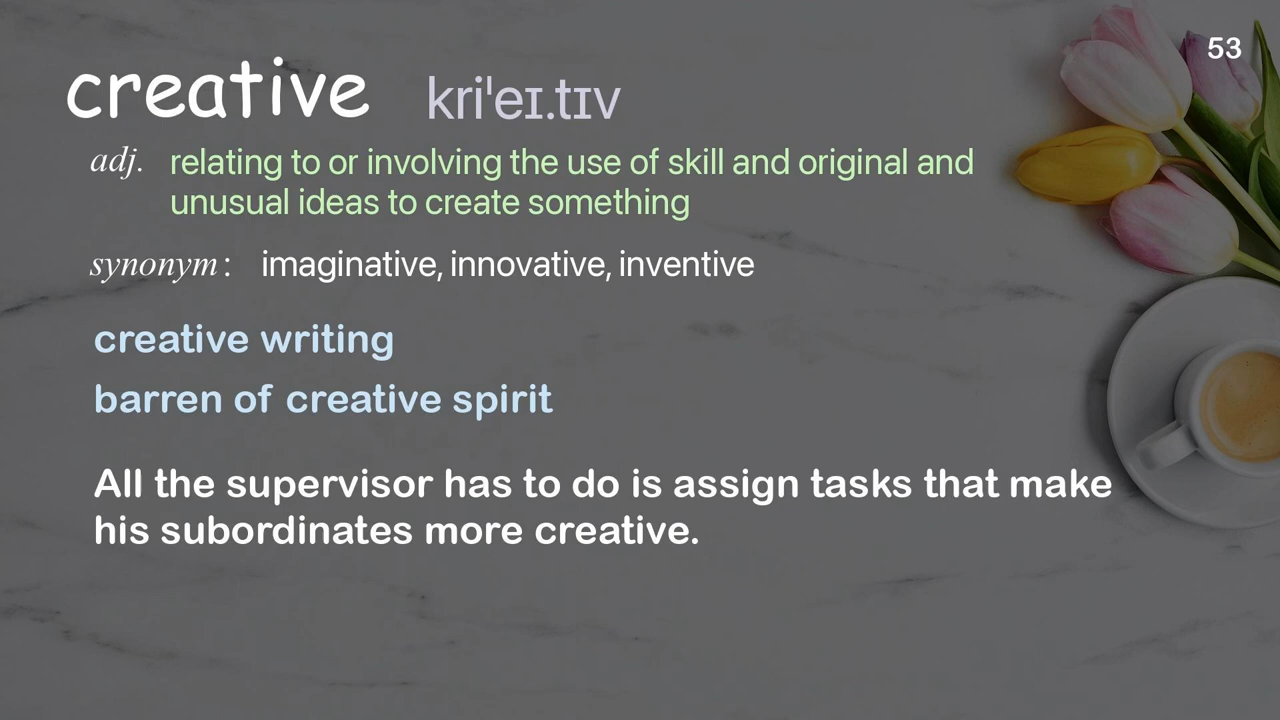 53
creative kri'eɪ.tɪv
adj. relating to or involving the use of skill and original and
unusual ideas to create something
synonym: imaginative, innovative, inventive
creative writing
barren of creative spirit
All the supervisor has to do is assign tasks that make
his subordinates more creative.